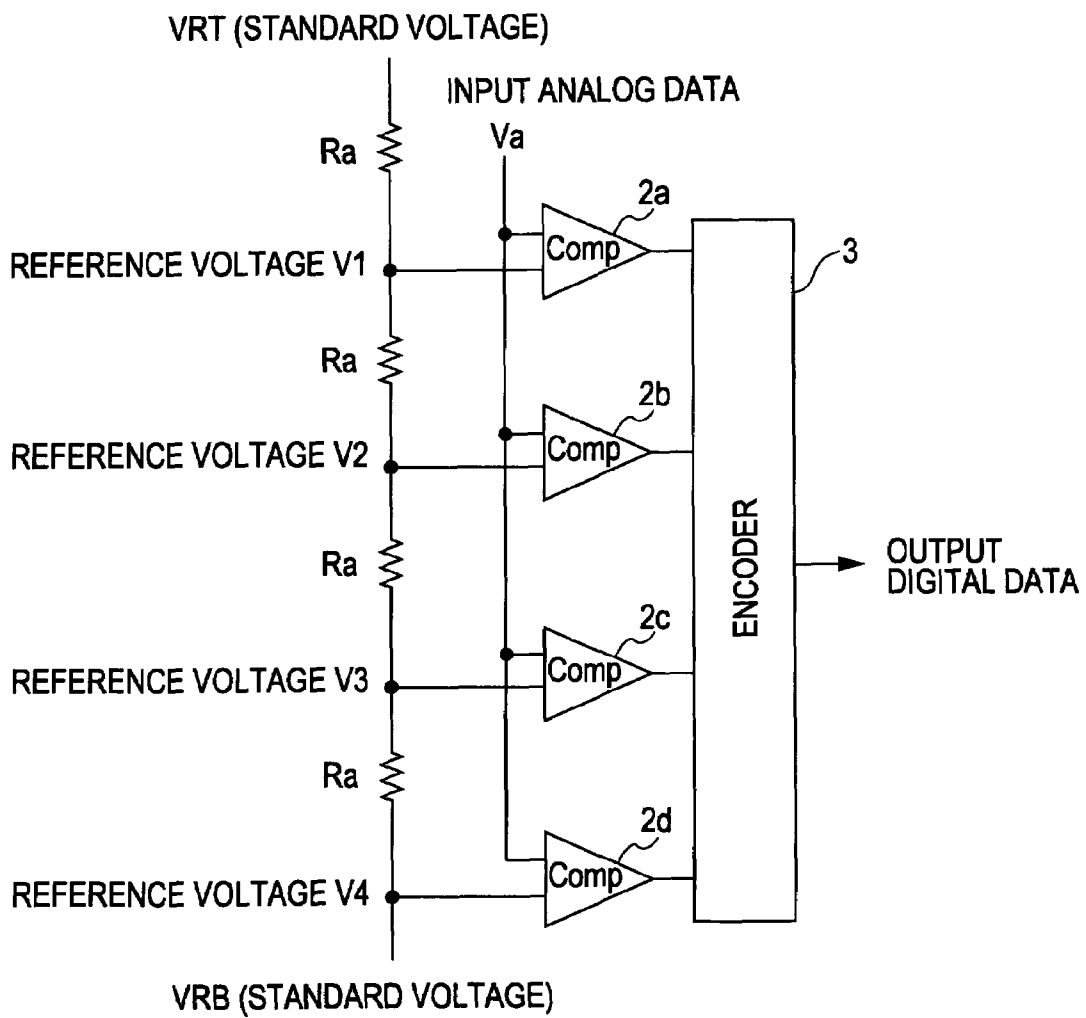 VRT (STANDARD VOLTAGE)
INPUT ANALOG DATA
Va
Ra
2a
Comp
3
REFERENCE VOLTAGE V1
Ra
2b
Comp
REFERENCE VOLTAGE V2
ENCODER
OUTPUT
DIGITAL DATA
Ra
2c
Comp
REFERENCE VOLTAGE V3
Ra
2d
Comp
REFERENCE VOLTAGE V4
VRB (STANDARD VOLTAGE)